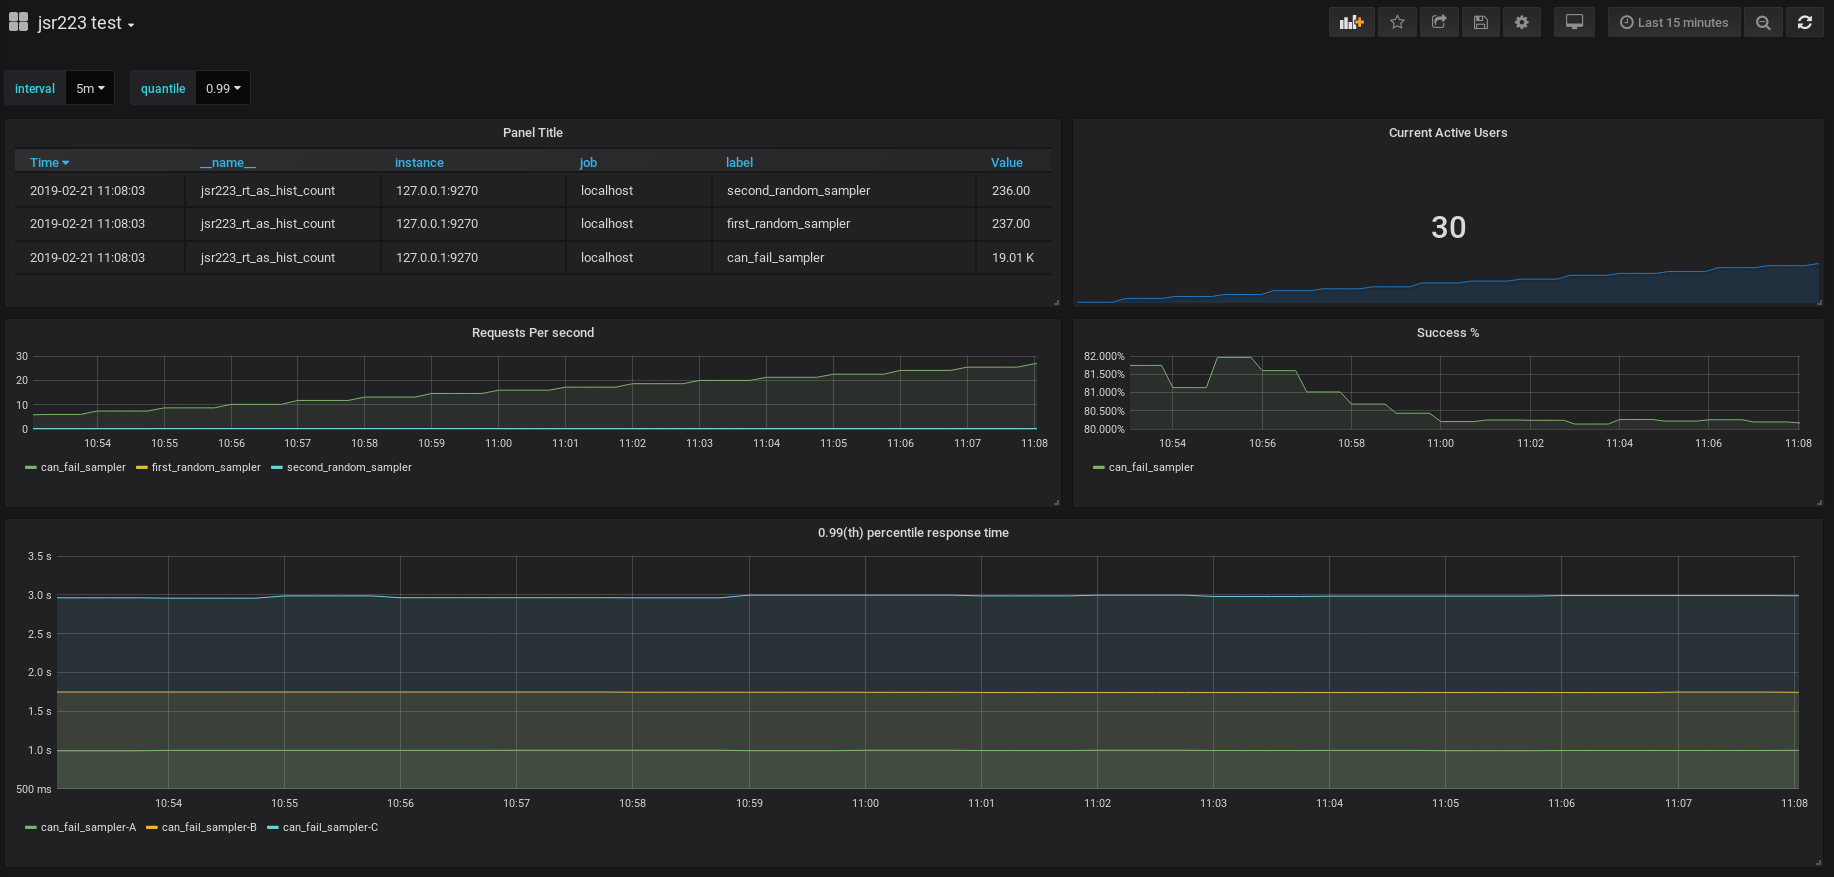 jsr223 test
Last 15 minutes
interval 5m quantile 0.99
Panel Title
Time __name__ instance job label Value
2019-02-21 11:08:03 jsr223_rt_as_hist_count 127.0.0.1:9270 localhost second_random_sampler 236.00
2019-02-21 11:08:03 jsr223_rt_as_hist_count 127.0.0.1:9270 localhost first_random_sampler 237.00
2019-02-21 11:08:03 jsr223_rt_as_hist_count 127.0.0.1:9270 localhost can_fail_sampler 19.01 K
Current Active Users
30
Requests Per second
30
20
10
0
10:54 10:55 10:56 10:57 10:58 10:59 11:00 11:01 11:02 11:03 11:04 11:05 11:06 11:07 11:08
can_fail_sampler first_random_sampler second_random_sampler
Success %
82.000%
81.500%
81.000%
80.500%
80.000%
10:54 10:56 10:58 11:00 11:02 11:04 11:06 11:08
can_fail_sampler
0.99(th) percentile response time
3.5 s
3.0 s
2.5 s
2.0 s
1.5 s
1.0 s
500 ms
10:54 10:55 10:56 10:57 10:58 10:59 11:00 11:01 11:02 11:03 11:04 11:05 11:06 11:07 11:08
can_fail_sampler-A can_fail_sampler-B can_fail_sampler-C